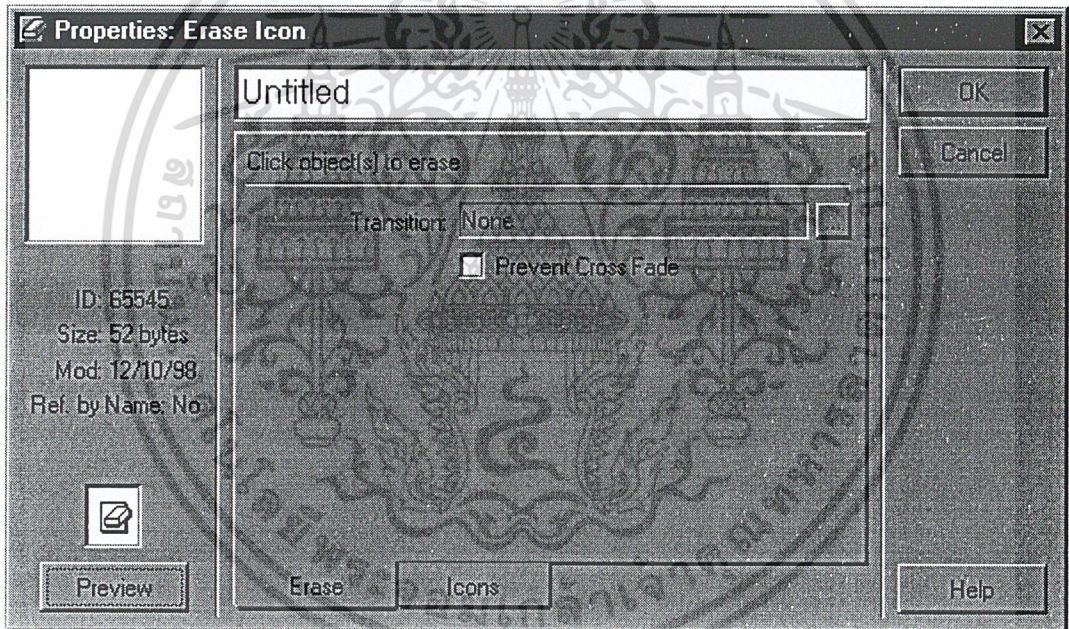 Properties: Erase Icon
Untitled
OK
Cancel
Click object(s) to erase
Transition: None
...
Prevent Cross Fade
ID: 65545
Size: 52 bytes
Mod: 12/10/98
Ref. by Name: No
Preview
Erase
Icons
Help